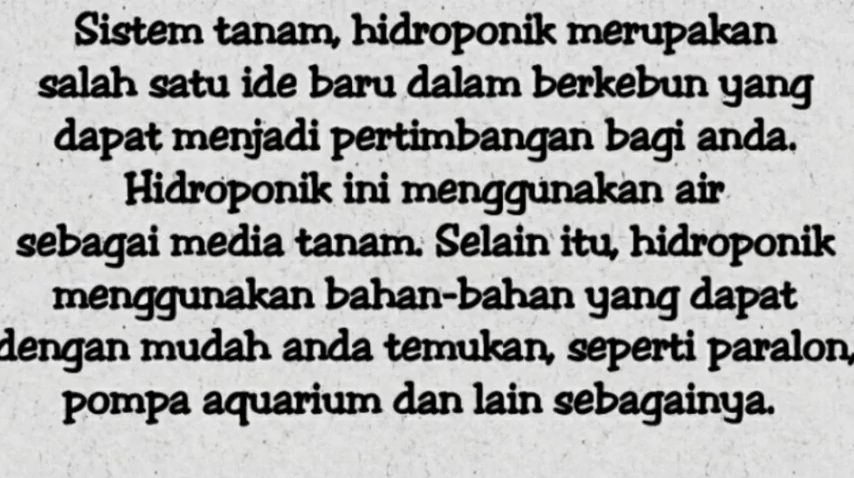 Sistem tanam, hidroponik merupakan
salah satu ide baru dalam berkebun yang
dapat menjadi pertimbangan bagi anda.
Hidroponik ini menggunakan air
sebagai media tanam. Selain itu, hidroponik
menggunakan bahan-bahan yang dapat
dengan mudah anda temukan, seperti paralon,
pompa aquarium dan lain sebagainya.